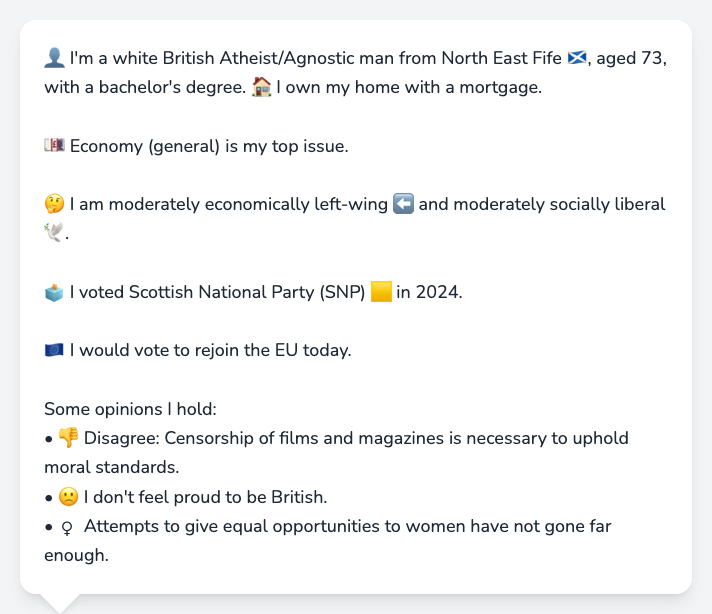 👤 I'm a white British Atheist/Agnostic man from North East Fife 🏴󠁧󠁢󠁳󠁣󠁴󠁿, aged 73,
with a bachelor's degree. 🏠 I own my home with a mortgage.
💷 Economy (general) is my top issue.
🤔 I am moderately economically left-wing ⬅️ and moderately socially liberal
🕊️.
🗳️ I voted Scottish National Party (SNP) 🟨 in 2024.
🇪🇺 I would vote to rejoin the EU today.
Some opinions I hold:
• 👎 Disagree: Censorship of films and magazines is necessary to uphold
moral standards.
• 🙁 I don't feel proud to be British.
• ♀ Attempts to give equal opportunities to women have not gone far
enough.